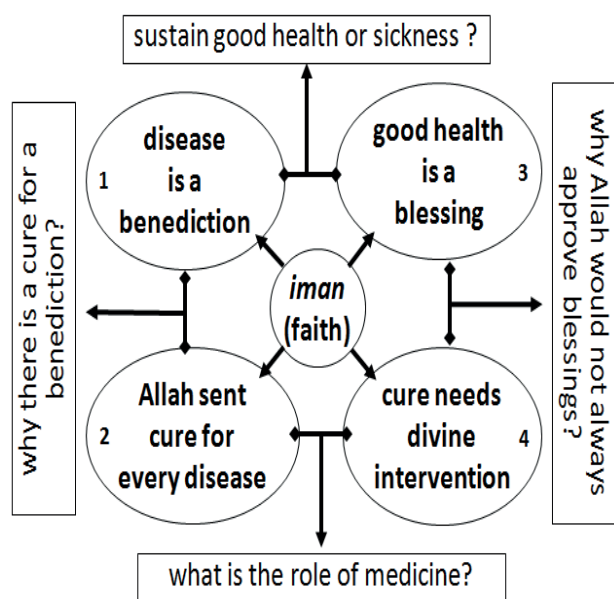 sustain good health or sickness ?
disease
is a
benediction
1
good health
is a
blessing
3
why there is a cure for a
benediction?
iman
(faith)
why Allah would not always
approve blessings?
Allah sent
cure for
every disease
2
cure needs
divine
intervention
4
what is the role of medicine?